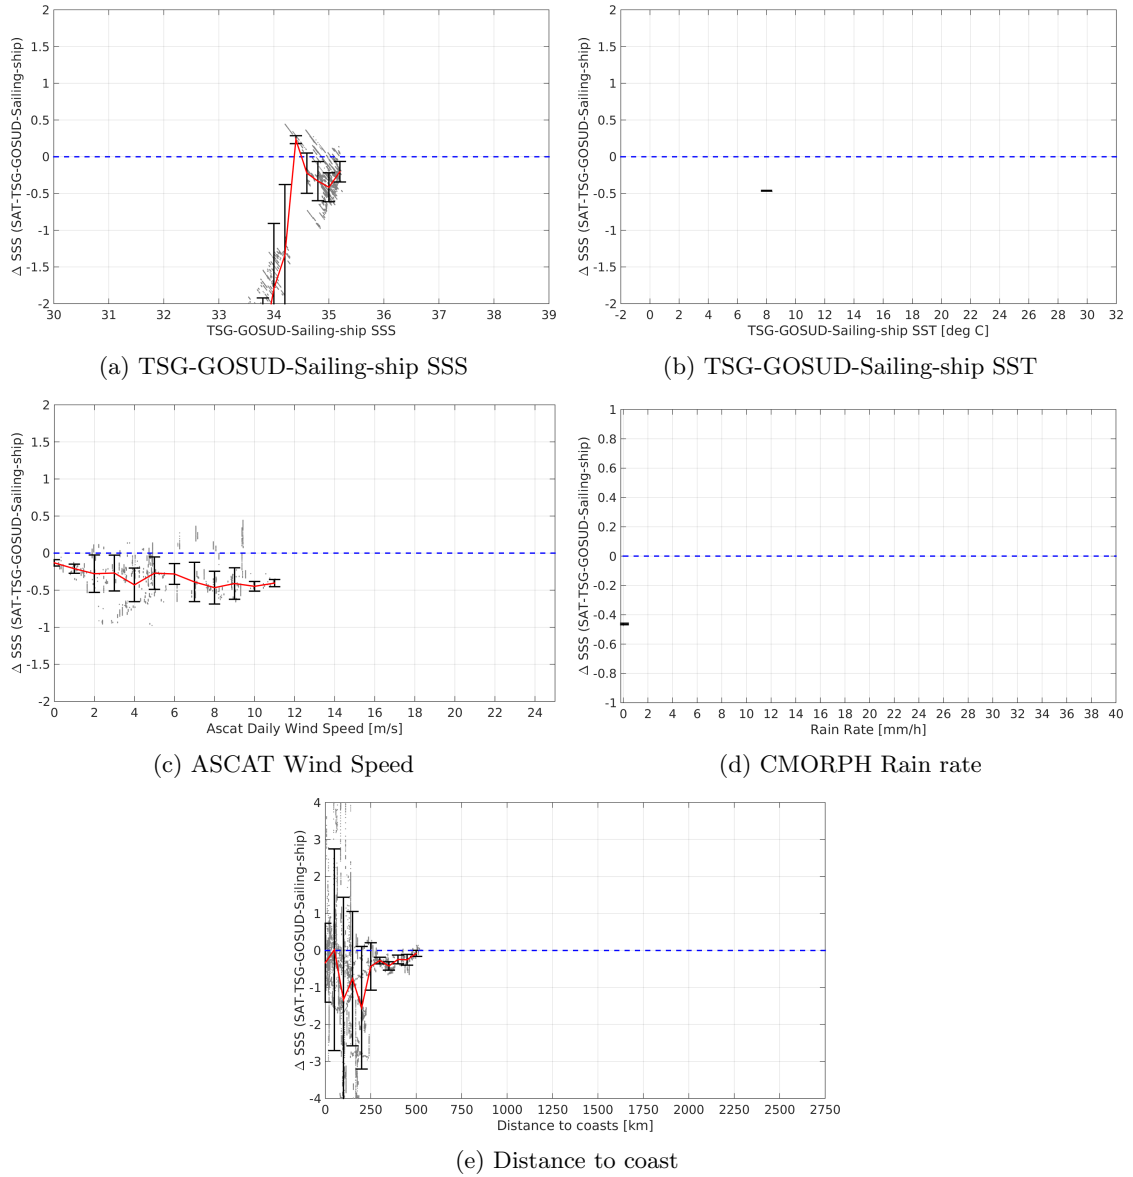 Δ SSS (SAT-TSG-GOSUD-Sailing-ship)
2
1.5
1
0.5
0
-0.5
-1
-1.5
-2
30 31 32 33 34 35 36 37 38 39
TSG-GOSUD-Sailing-ship SSS
(a) TSG-GOSUD-Sailing-ship SSS
Δ SSS (SAT-TSG-GOSUD-Sailing-ship)
2
1.5
1
0.5
0
-0.5
-1
-1.5
-2
-2 0 2 4 6 8 10 12 14 16 18 20 22 24 26 28 30 32
TSG-GOSUD-Sailing-ship SST [deg C]
(b) TSG-GOSUD-Sailing-ship SST
Δ SSS (SAT-TSG-GOSUD-Sailing-ship)
2
1.5
1
0.5
0
-0.5
-1
-1.5
-2
0 2 4 6 8 10 12 14 16 18 20 22 24
Ascat Daily Wind Speed [m/s]
(c) ASCAT Wind Speed
Δ SSS (SAT-TSG-GOSUD-Sailing-ship)
1
0.8
0.6
0.4
0.2
0
-0.2
-0.4
-0.6
-0.8
-1
0 2 4 6 8 10 12 14 16 18 20 22 24 26 28 30 32 34 36 38 40
Rain Rate [mm/h]
(d) CMORPH Rain rate
Δ SSS (SAT-TSG-GOSUD-Sailing-ship)
4
3
2
1
0
-1
-2
-3
-4
0 250 500 750 1000 1250 1500 1750 2000 2250 2500 2750
Distance to coasts [km]
(e) Distance to coast